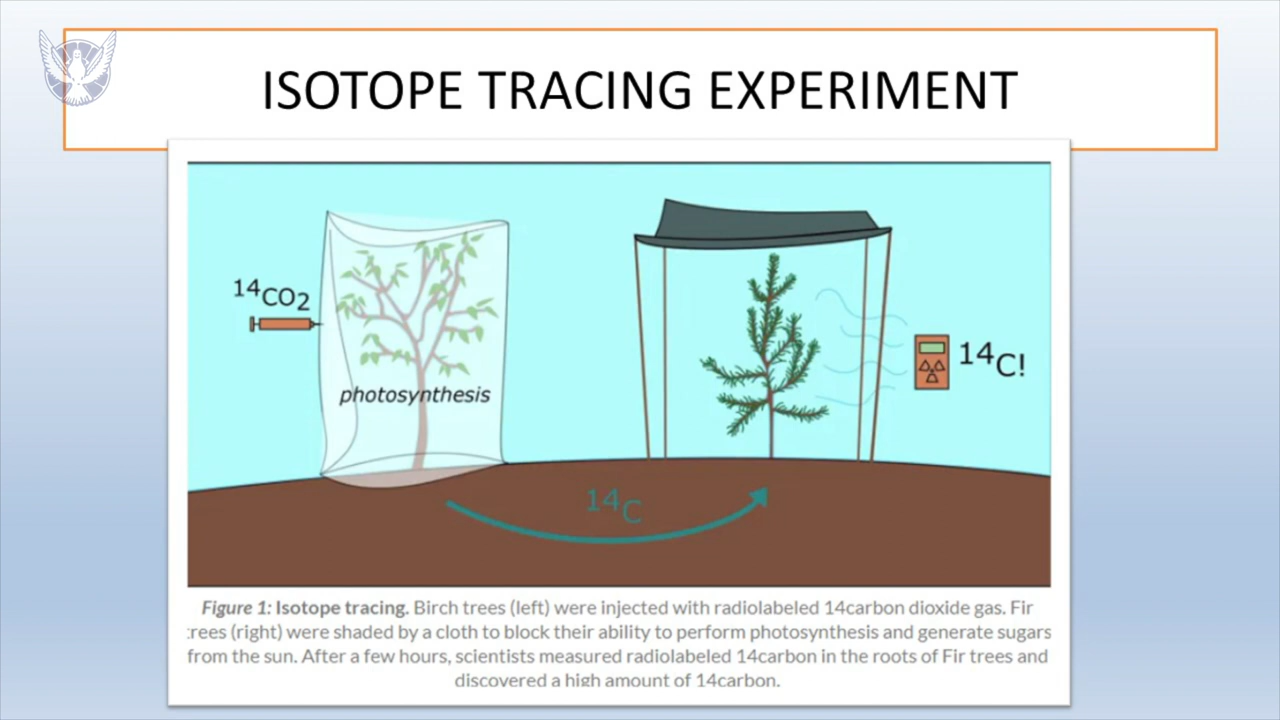 ISOTOPE TRACING EXPERIMENT
14CO2
photosynthesis
14C!
14C
Figure 1: Isotope tracing. Birch trees (left) were injected with radiolabeled 14carbon dioxide gas. Fir
trees (right) were shaded by a cloth to block their ability to perform photosynthesis and generate sugars
from the sun. After a few hours, scientists measured radiolabeled 14carbon in the roots of Fir trees and
discovered a high amount of 14carbon.